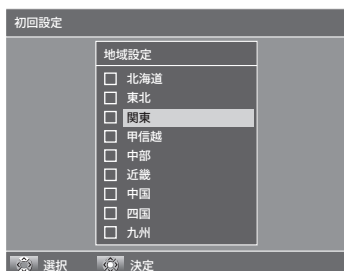 初回設定
地域設定
北海道
東北
関東
甲信越
中部
近畿
中国
四国
九州
選択 決定